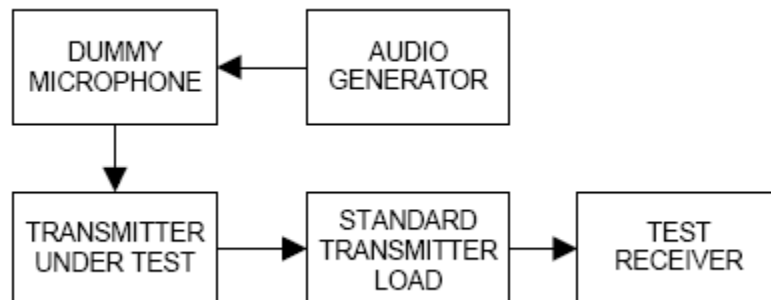 DUMMY
MICROPHONE
AUDIO
GENERATOR
TRANSMITTER
UNDER TEST
STANDARD
TRANSMITTER
LOAD
TEST
RECEIVER